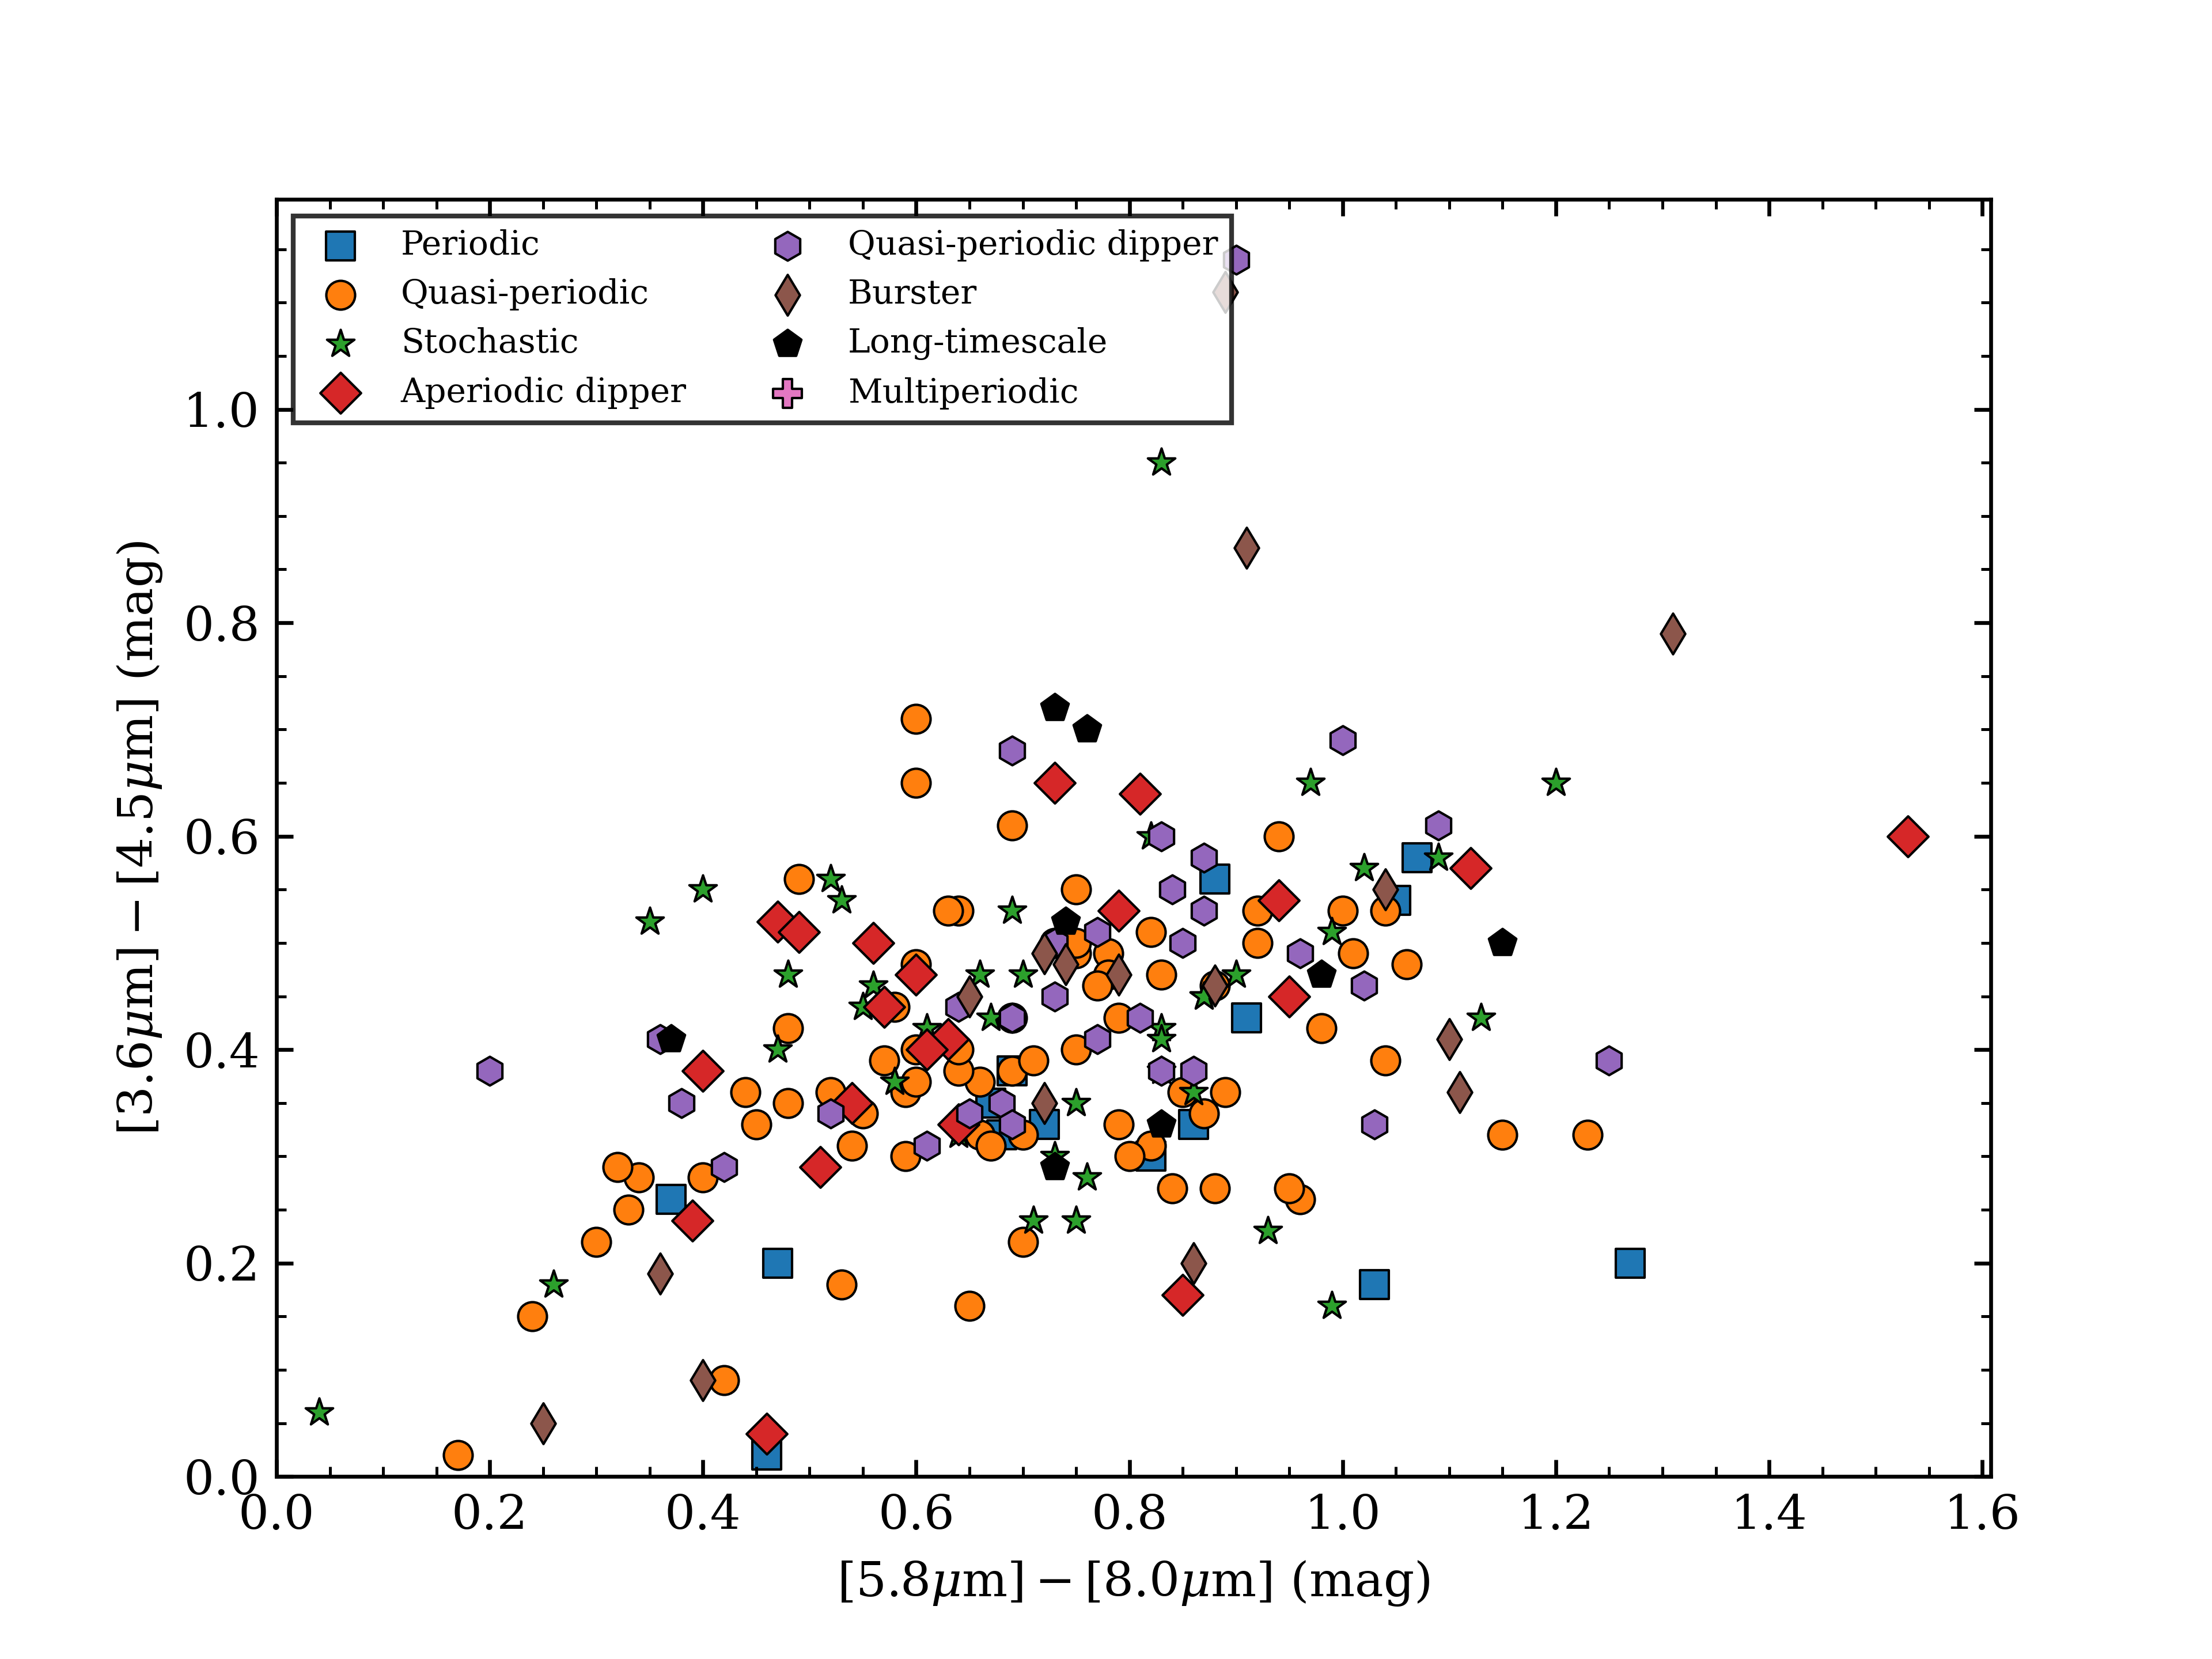 Periodic
Quasi-periodic
Stochastic
Aperiodic dipper
Quasi-periodic dipper
Burster
Long-timescale
Multiperiodic
1.0
0.8
0.6
0.4
0.2
0.0
[3.6μm] − [4.5μm] (mag)
0.0 0.2 0.4 0.6 0.8 1.0 1.2 1.4 1.6
[5.8μm] − [8.0μm] (mag)